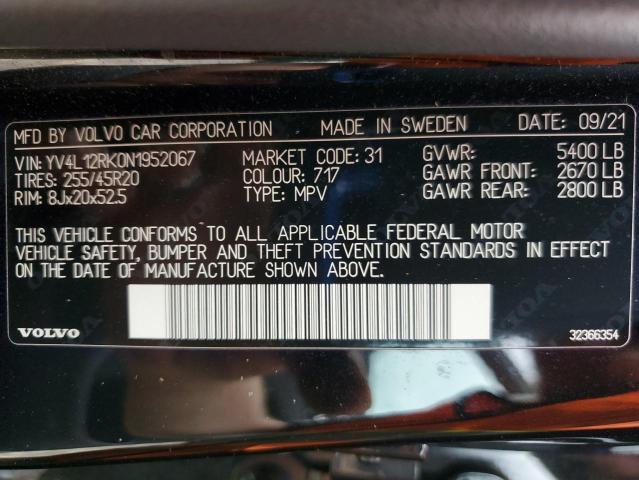 MFD BY VOLVO CAR CORPORATION MADE IN SWEDEN DATE: 09/21
VIN: YV4L12RK0N1952067 MARKET CODE: 31 GVWR: 5400 LB
TIRES: 255/45R20 COLOUR: 717 GAWR FRONT: 2670 LB
RIM: 8Jx20x52.5 TYPE: MPV GAWR REAR: 2800 LB
THIS VEHICLE CONFORMS TO ALL APPLICABLE FEDERAL MOTOR
VEHICLE SAFETY, BUMPER AND THEFT PREVENTION STANDARDS IN EFFECT
ON THE DATE OF MANUFACTURE SHOWN ABOVE.
VOLVO 32366354